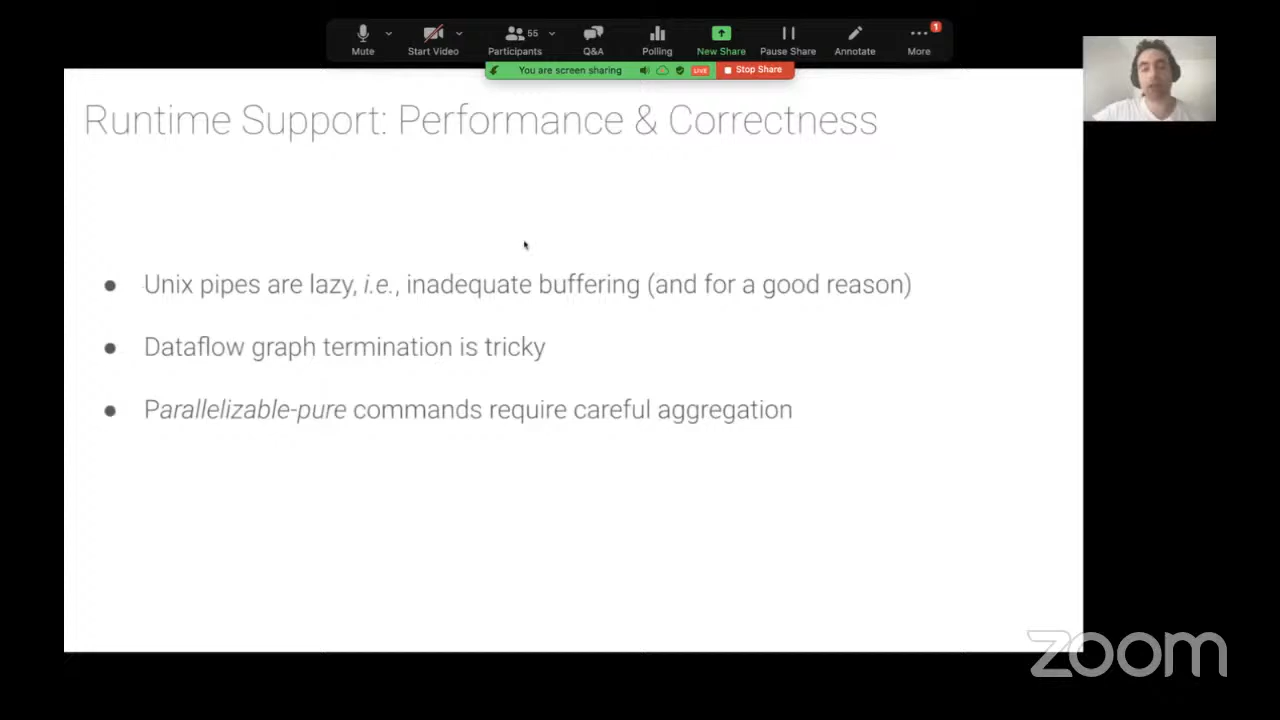 Mute
Start Video
Participants
55
Q&A
Polling
New Share
Pause Share
Annotate
More
1
You are screen sharing
LIVE
Stop Share
Runtime Support: Performance & Correctness
● Unix pipes are lazy, i.e., inadequate buffering (and for a good reason)
● Dataflow graph termination is tricky
● Parallelizable-pure commands require careful aggregation
zoom